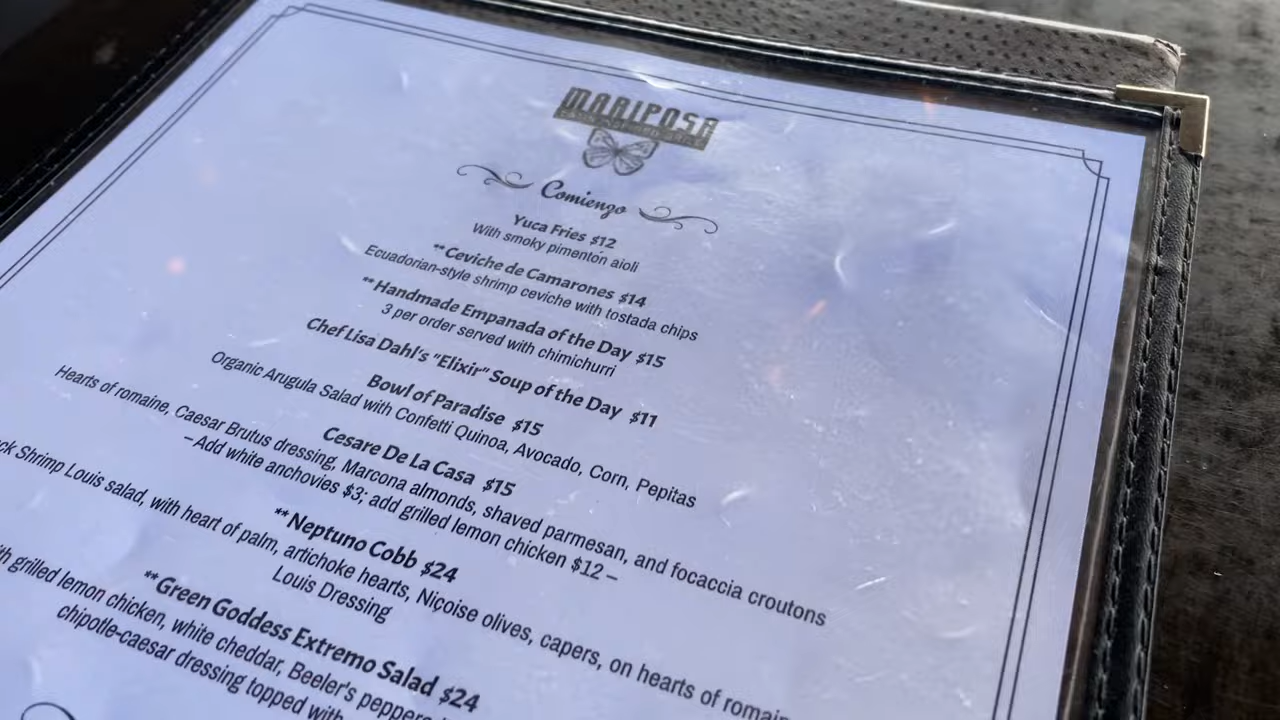 MARIPOSA
Comienzo
Yuca Fries $12
With smoky pimentón aioli
**Ceviche de Camarones $14
Ecuadorian-style shrimp ceviche with tostada chips
**Handmade Empanada of the Day $15
3 per order served with chimichurri
Chef Lisa Dahl's "Elixir" Soup of the Day $11
Bowl of Paradise $15
Organic Arugula Salad with Confetti Quinoa, Avocado, Corn, Pepitas
Cesare De La Casa $15
Hearts of romaine, Caesar Brutus dressing, Marcona almonds, shaved parmesan, and focaccia croutons
– Add white anchovies $3; add grilled lemon chicken $12 –
** Neptuno Cobb $24
Shrimp Louis salad, with heart of palm, artichoke hearts, Niçoise olives, capers, on hearts of
Louis Dressing
**Green Goddess Extremo Salad $24
grilled lemon chicken, white cheddar, Beeler's
chipotle-caesar dressing topped with